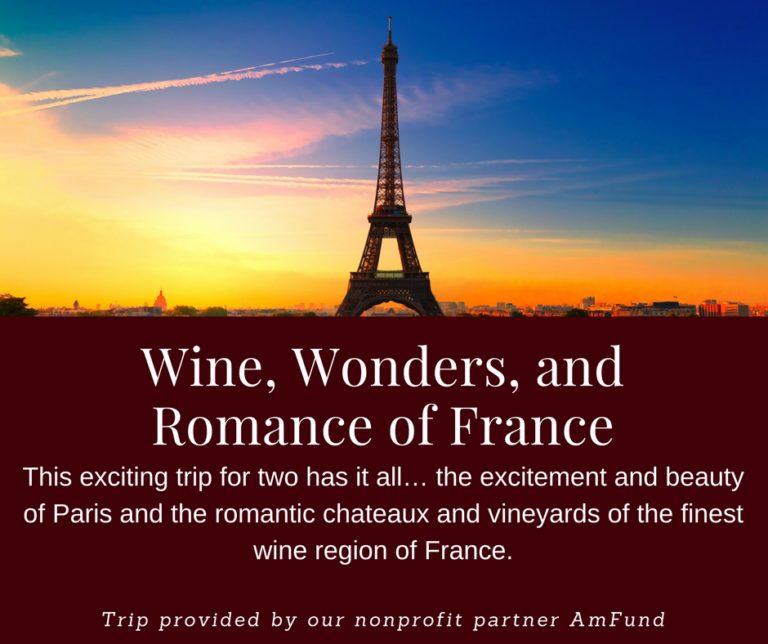 Wine, Wonders, and
Romance of France
This exciting trip for two has it all… the excitement and beauty
of Paris and the romantic chateaux and vineyards of the finest
wine region of France.
Trip provided by our nonprofit partner AmFund